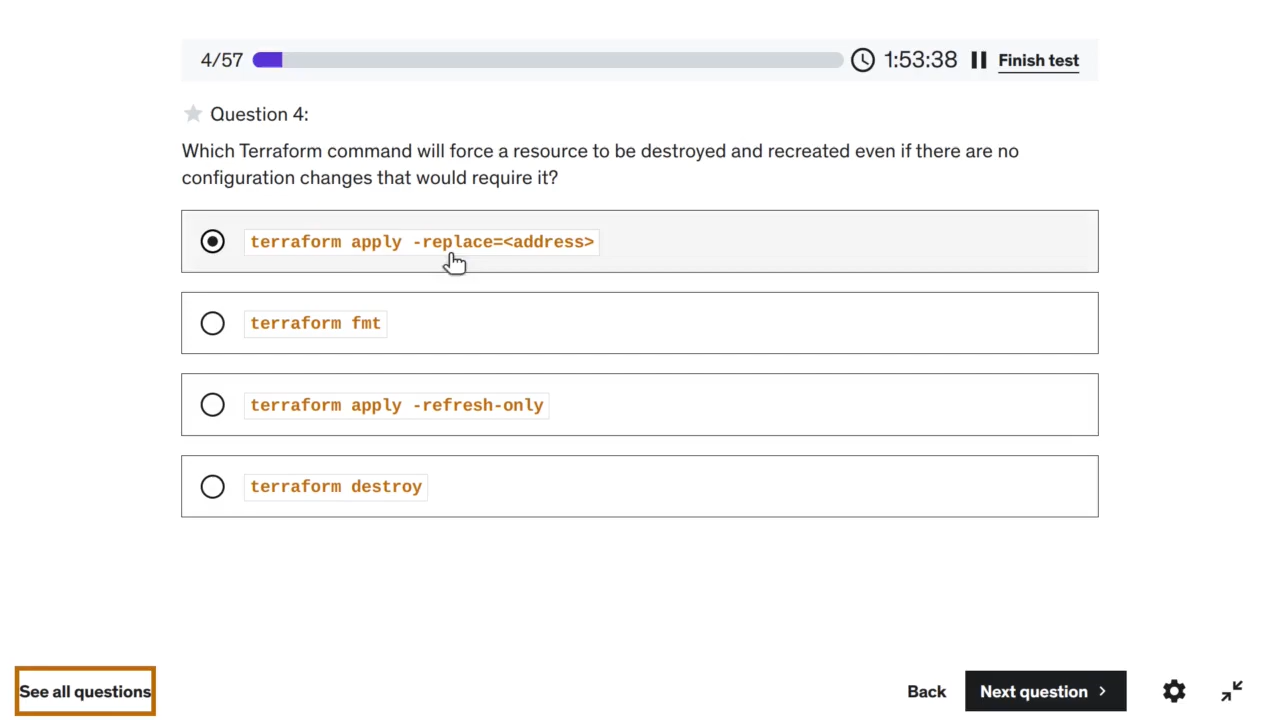 4/57
1:53:38
Finish test
Question 4:
Which Terraform command will force a resource to be destroyed and recreated even if there are no
configuration changes that would require it?
terraform apply -replace=<address>
terraform fmt
terraform apply -refresh-only
terraform destroy
See all questions
Back
Next question